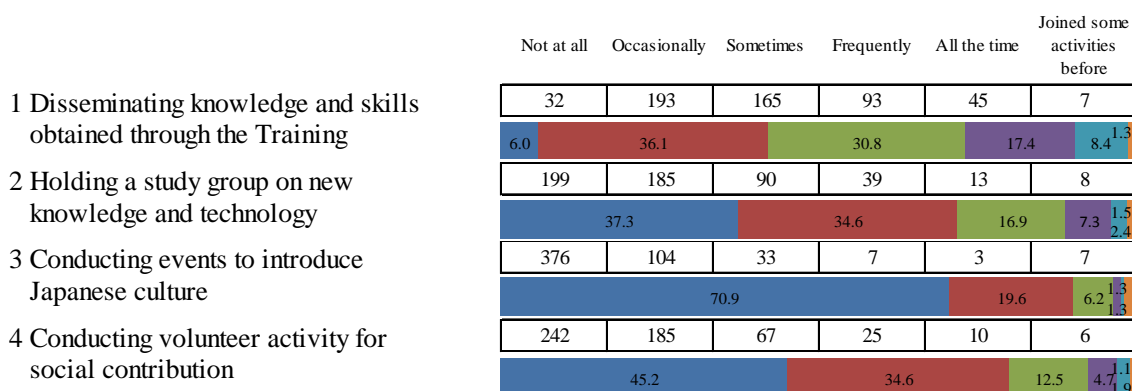 Joined some
Not at all Occasionally Sometimes Frequently All the time activities
before
1 Disseminating knowledge and skills
obtained through the Training
32 193 165 93 45 7
6.0 36.1 30.8 17.4 8.4 1.3
2 Holding a study group on new
knowledge and technology
199 185 90 39 13 8
37.3 34.6 16.9 7.3 1.5
2.4
3 Conducting events to introduce
Japanese culture
376 104 33 7 3 7
70.9 19.6 6.2 1.3
1.3
4 Conducting volunteer activity for
social contribution
242 185 67 25 10 6
45.2 34.6 12.5 4.7 1.1
1.9